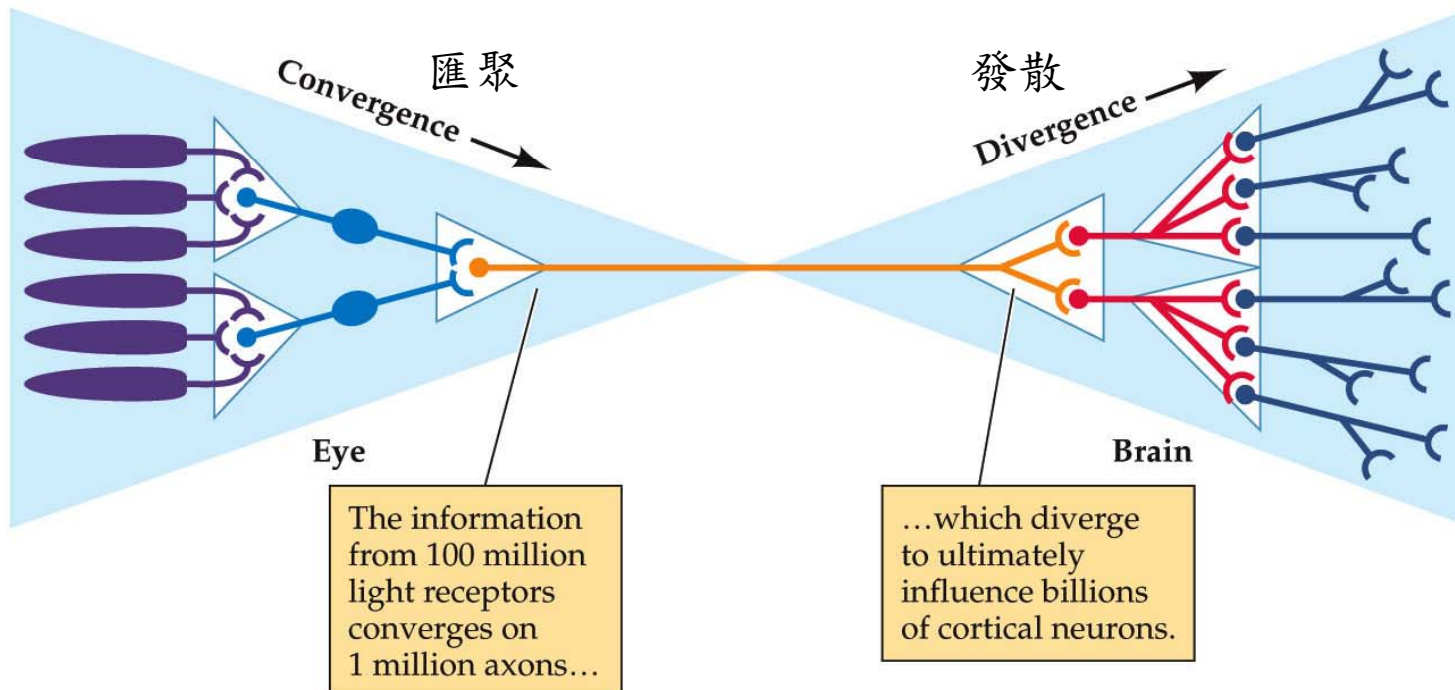 匯聚
Convergence
發散
Divergence
Eye
Brain
The information
from 100 million
light receptors
converges on
1 million axons…
…which diverge
to ultimately
influence billions
of cortical neurons.